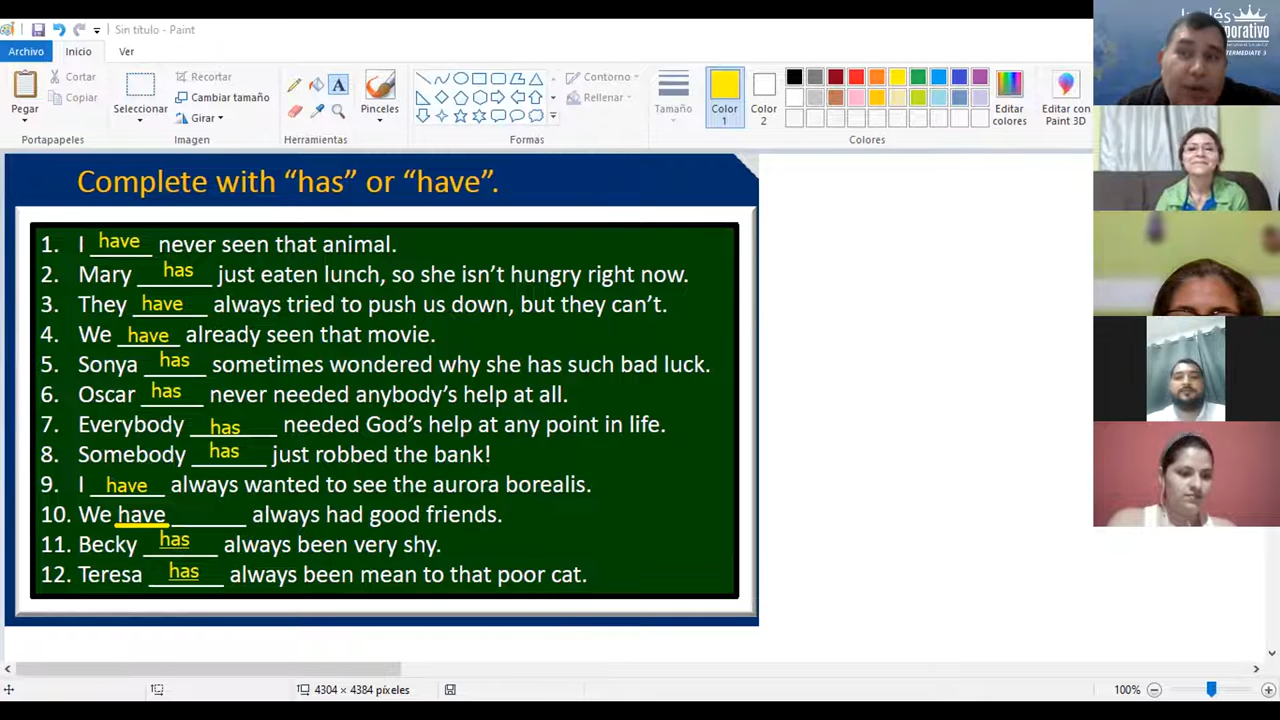 Sin título - Paint
Archivo Inicio Ver
Pegar
Cortar
Copiar
Portapapeles
Seleccionar
Recortar
Cambiar tamaño
Girar
Imagen
A
Pinceles
Herramientas
Contorno
Rellenar
Formas
Tamaño
Color 1
Color 2
Editar colores
Editar con Paint 3D
Colores
Complete with “has” or “have”.
1. I have never seen that animal.
2. Mary has just eaten lunch, so she isn’t hungry right now.
3. They have always tried to push us down, but they can’t.
4. We have already seen that movie.
5. Sonya has sometimes wondered why she has such bad luck.
6. Oscar has never needed anybody’s help at all.
7. Everybody has needed God’s help at any point in life.
8. Somebody has just robbed the bank!
9. I have always wanted to see the aurora borealis.
10. We have ______ always had good friends.
11. Becky has always been very shy.
12. Teresa has always been mean to that poor cat.
4304 × 4384 píxeles
100%